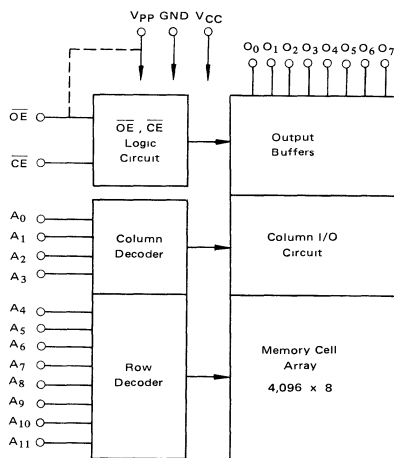 VPP GND VCC
O0 O1 O2 O3 O4 O5 O6 O7
OE
CE
OE, CE
Logic
Circuit
Output
Buffers
A0
A1
A2
A3
Column
Decoder
Column I/O
Circuit
A4
A5
A6
A7
A8
A9
A10
A11
Row
Decoder
Memory Cell
Array
4,096 x 8